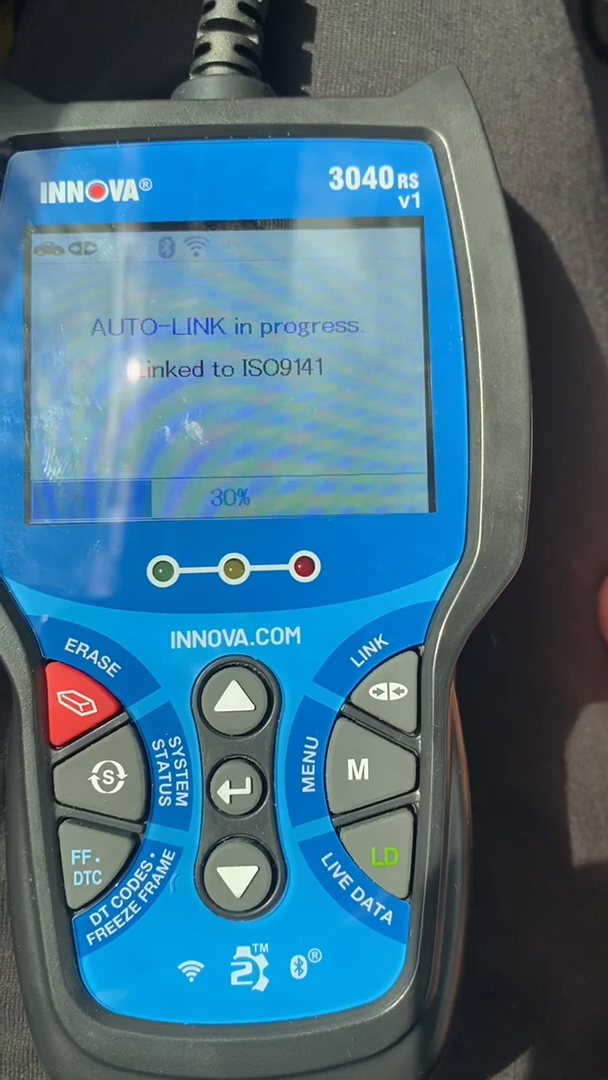 INNOVA®
3040RS
v1
AUTO-LINK in progress.
Linked to ISO9141
30%
INNOVA.COM
ERASE
LINK
S
SYSTEM STATUS
MENU
M
FF.
DTC
DT CODES •
FREEZE FRAME
LD
LIVE DATA
2™
®